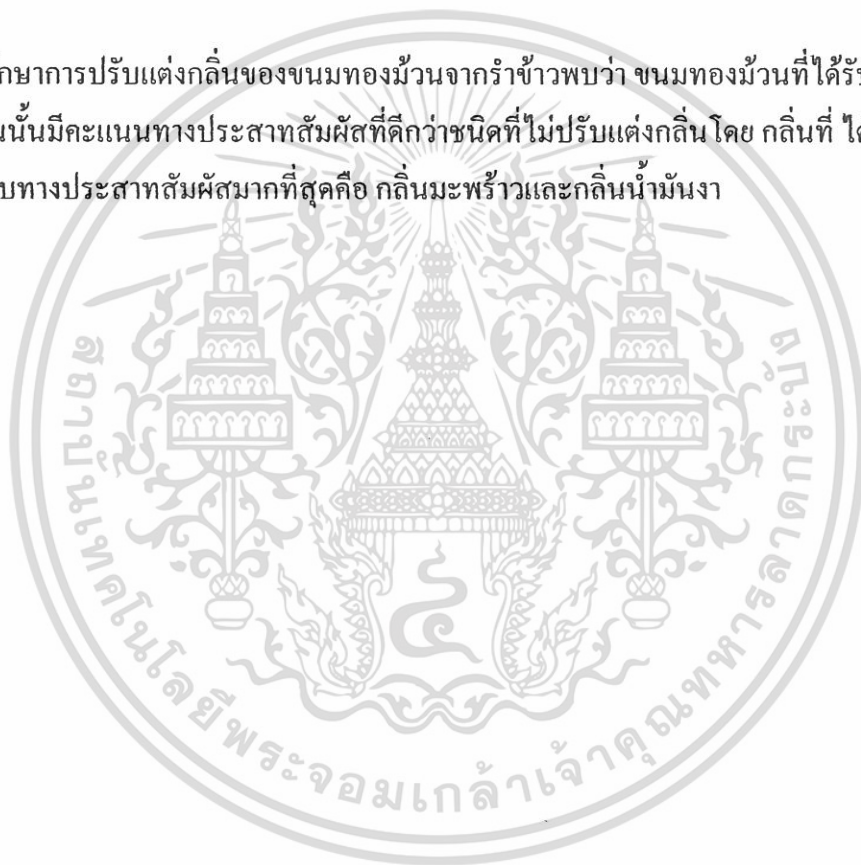 กษาการปรับแต่งกลิ่นของขนมทองม้วนจากรำข้าวพบว่า ขนมทองม้วนที่ได้รับ
นนั้นมีคะแนนทางประสาทสัมผัสที่ดีกว่าชนิดที่ไม่ปรับแต่งกลิ่นโดย กลิ่นที่ ได
บทางประสาทสัมผัสมากที่สุดคือ กลิ่นมะพร้าวและกลิ่นน้ำมันงา
สถาบันเทคโนโลยีพระจอมเกล้าเจ้าคุณทหารลาดกระบัง